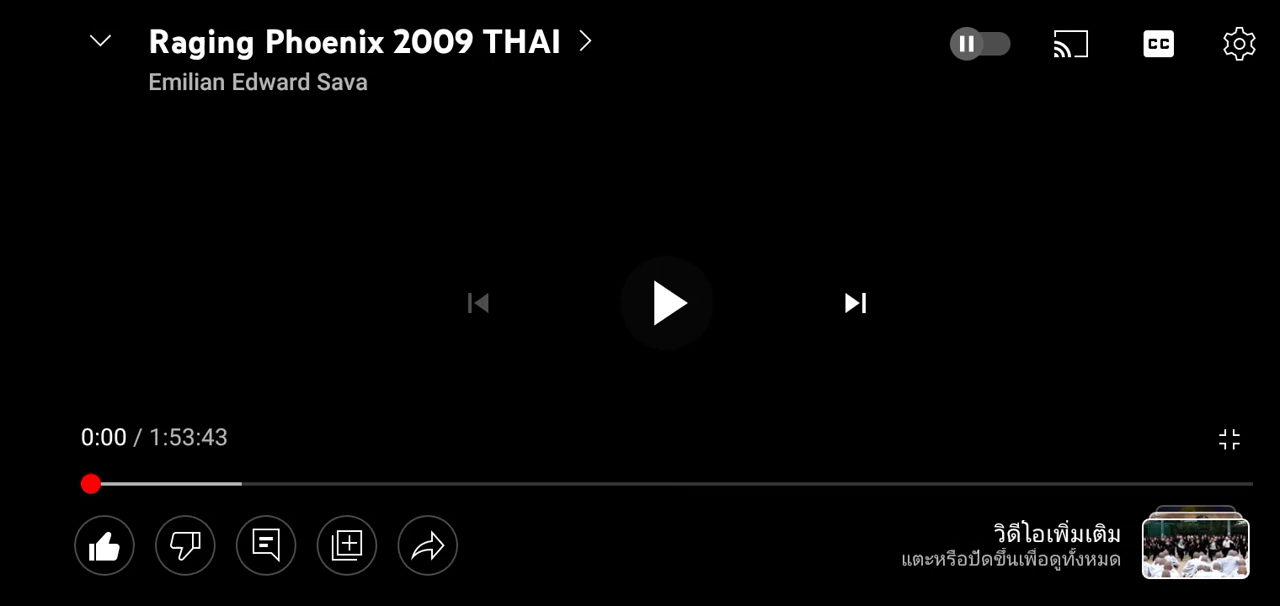 Raging Phoenix 2009 THAI
Emilian Edward Sava
CC
0:00 / 1:53:43
วิดีโอเพิ่มเติม
แตะหรือปัดขึ้นเพื่อดูทั้งหมด